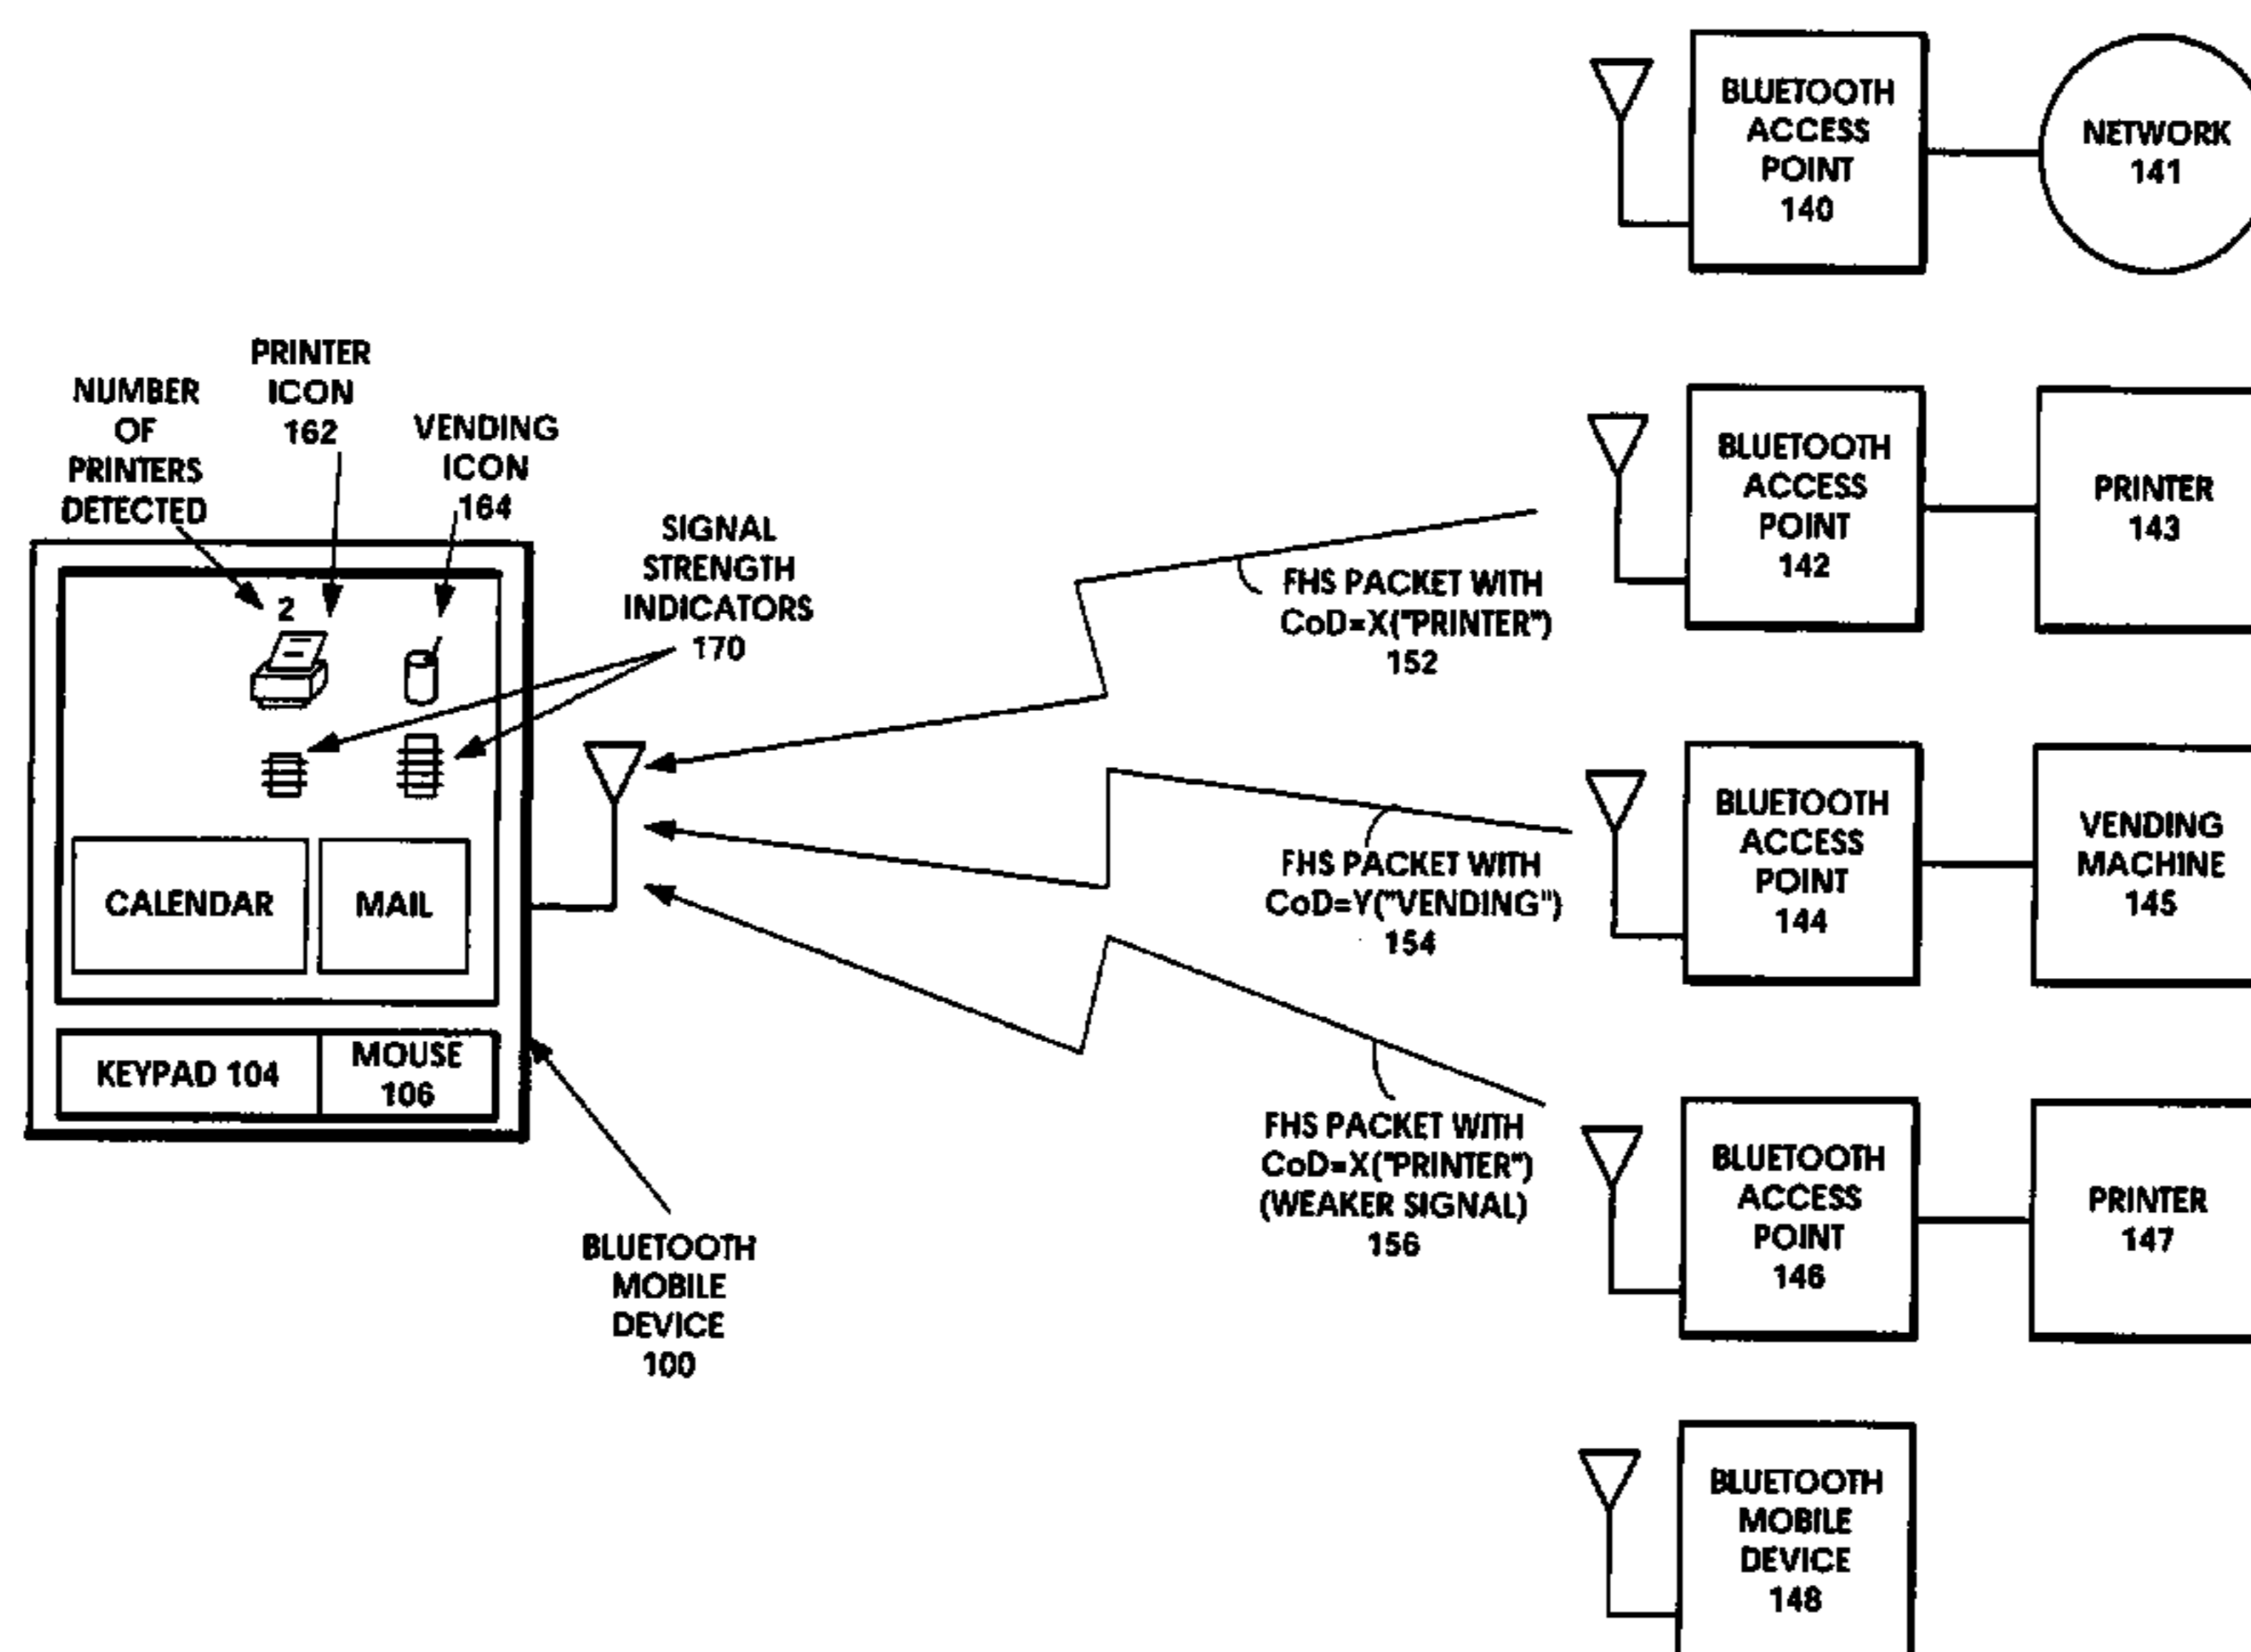 BLUETOOTH
ACCESS
POINT
140
NETWORK
141
PRINTER
ICON
162
NUMBER
OF
PRINTERS
DETECTED
VENDING
ICON
164
SIGNAL
STRENGTH
INDICATORS
170
2
CALENDAR
MAIL
KEYPAD 104
MOUSE
106
BLUETOOTH
MOBILE
DEVICE
100
FHS PACKET WITH
CoD=X("PRINTER")
152
BLUETOOTH
ACCESS
POINT
142
PRINTER
143
FHS PACKET WITH
CoD=Y("VENDING")
154
BLUETOOTH
ACCESS
POINT
144
VENDING
MACHINE
145
FHS PACKET WITH
CoD=X("PRINTER")
(WEAKER SIGNAL)
156
BLUETOOTH
ACCESS
POINT
146
PRINTER
147
BLUETOOTH
MOBILE
DEVICE
148